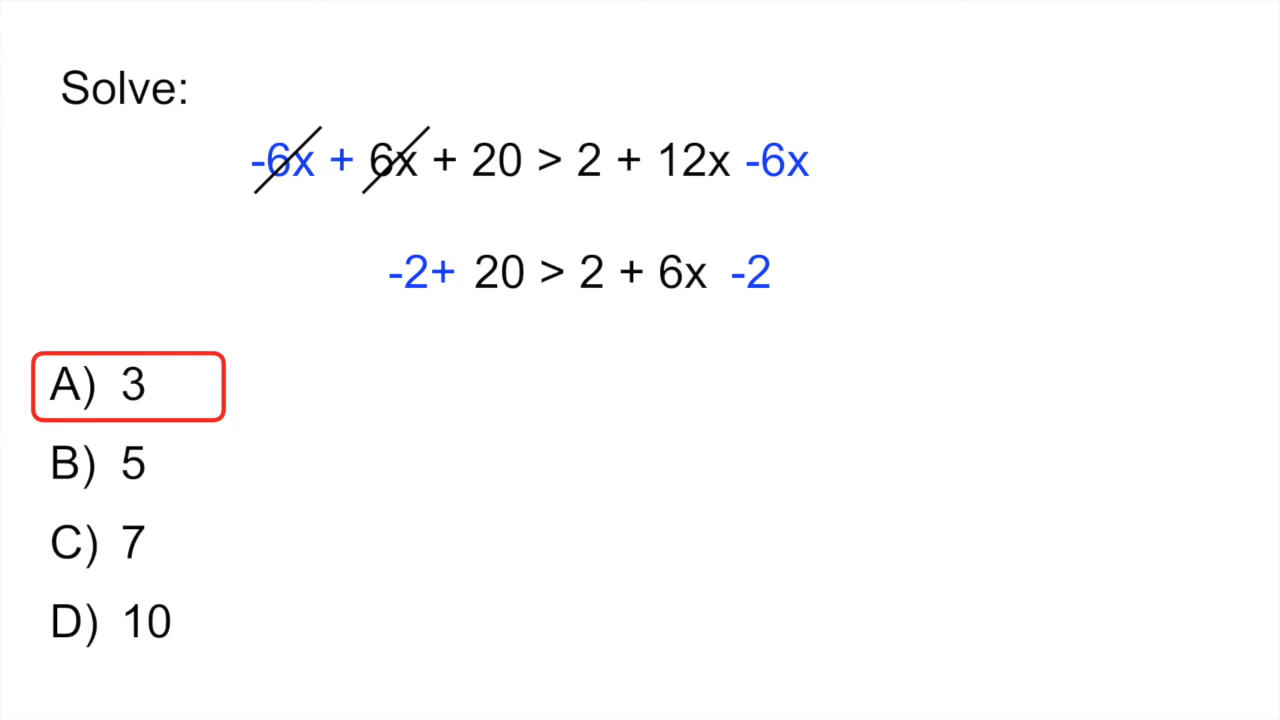 Solve:
-6x + 6x + 20 > 2 + 12x -6x
-2+ 20 > 2 + 6x -2
A) 3
B) 5
C) 7
D) 10